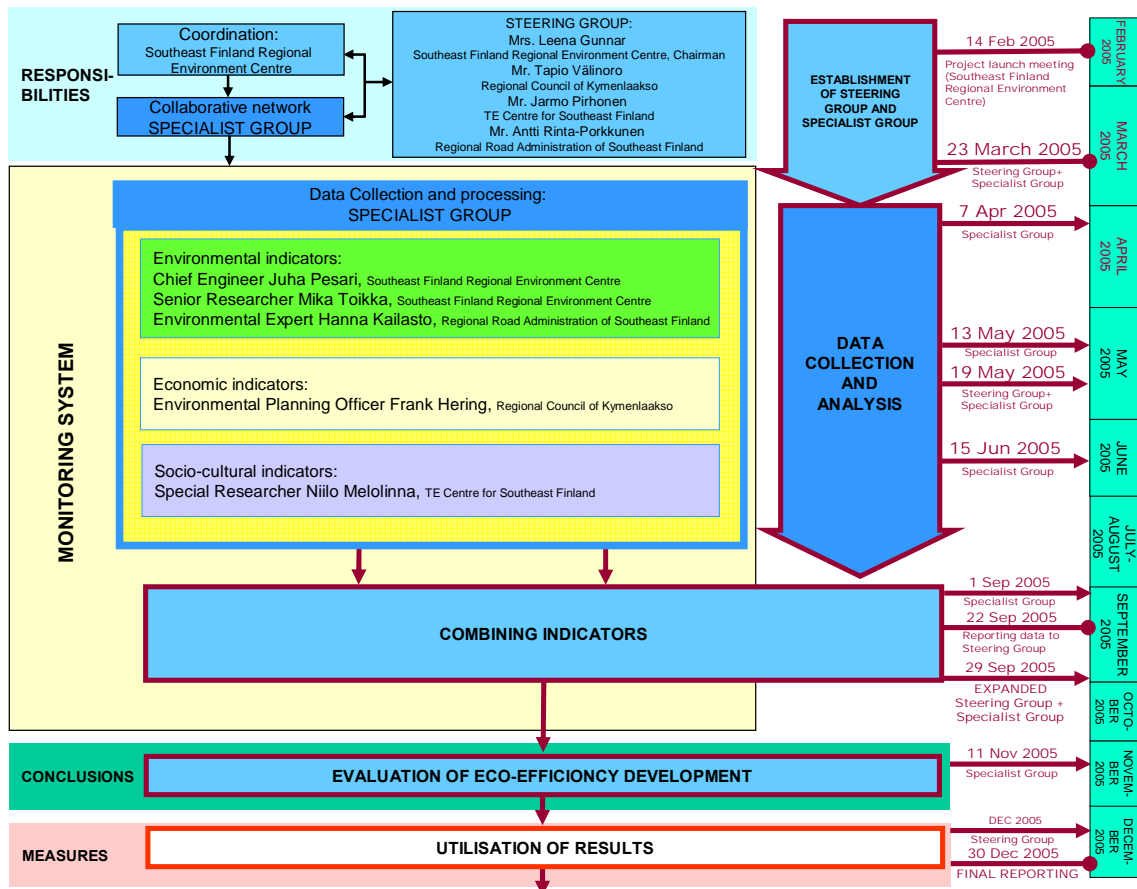 RESPONSI-
BILITIES
Coordination:
Southeast Finland Regional
Environment Centre
Collaborative network
SPECIALIST GROUP
STEERING GROUP:
Mrs. Leena Gunnar
Southeast Finland Regional Environment Centre, Chairman
Mr. Tapio Välinoro
Regional Council of Kymenlaakso
Mr. Jarmo Pirhonen
TE Centre for Southeast Finland
Mr. Antti Rinta-Porkkunen
Regional Road Administration of Southeast Finland
MONITORING SYSTEM
Data Collection and processing:
SPECIALIST GROUP
Environmental indicators:
Chief Engineer Juha Pesari, Southeast Finland Regional Environment Centre
Senior Researcher Mika Toikka, Southeast Finland Regional Environment Centre
Environmental Expert Hanna Kailasto, Regional Road Administration of Southeast Finland
Economic indicators:
Environmental Planning Officer Frank Hering, Regional Council of Kymenlaakso
Socio-cultural indicators:
Special Researcher Niilo Melolinna, TE Centre for Southeast Finland
COMBINING INDICATORS
CONCLUSIONS
EVALUATION OF ECO-EFFICIONCY DEVELOPMENT
MEASURES
UTILISATION OF RESULTS
ESTABLISHMENT
OF STEERING
GROUP AND
SPECIALIST GROUP
DATA
COLLECTION
AND
ANALYSIS
14 Feb 2005
Project launch meeting
(Southeast Finland
Regional Environment
Centre)
23 March 2005
Steering Group+
Specialist Group
7 Apr 2005
Specialist Group
13 May 2005
Specialist Group
19 May 2005
Steering Group+
Specialist Group
15 Jun 2005
Specialist Group
1 Sep 2005
Specialist Group
22 Sep 2005
Reporting data to
Steering Group
29 Sep 2005
EXPANDED
Steering Group +
Specialist Group
11 Nov 2005
Specialist Group
DEC 2005
Steering Group
30 Dec 2005
FINAL REPORTING
FEBRUARY
2005
MARCH
2005
APRIL
2005
MAY
2005
JUNE
2005
JULY-
AUGUST
2005
SEPTEMBER
2005
OCTO-
BER
2005
NOVEM-
BER
2005
DECEM-
BER
2005